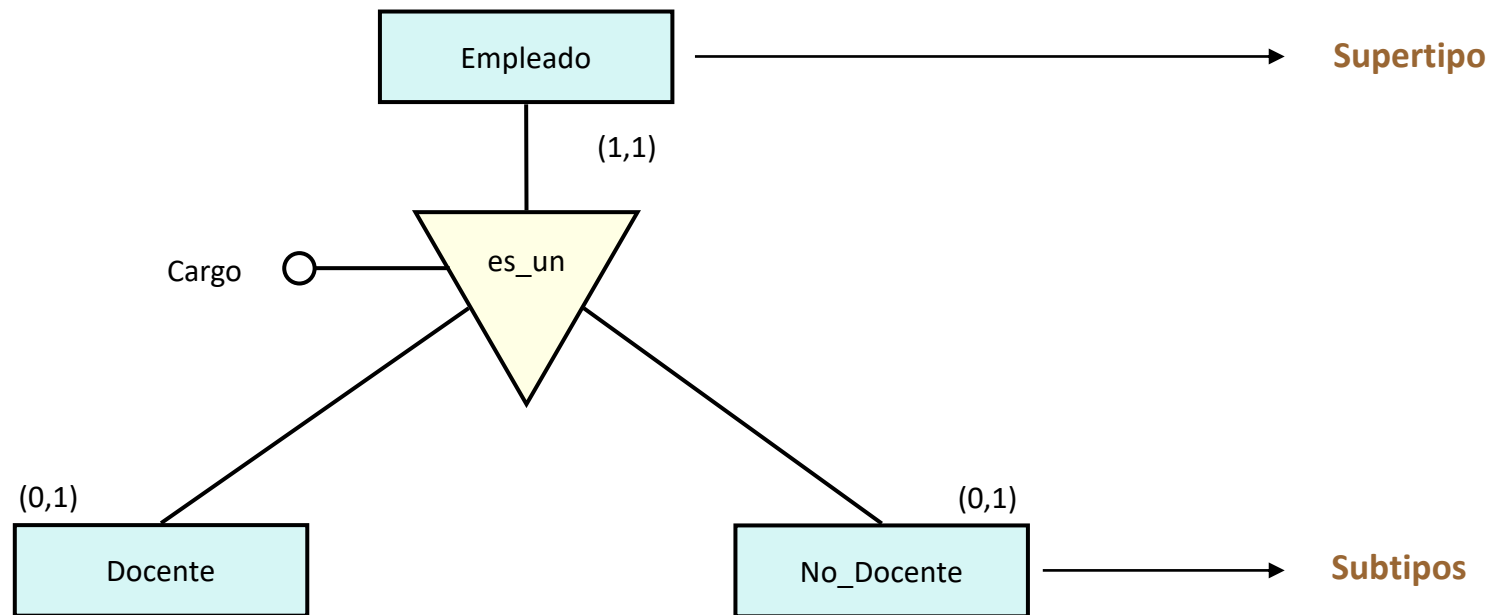 Empleado
Supertipo
(1,1)
es_un
Cargo
(0,1)
(0,1)
Docente
No_Docente
Subtipos